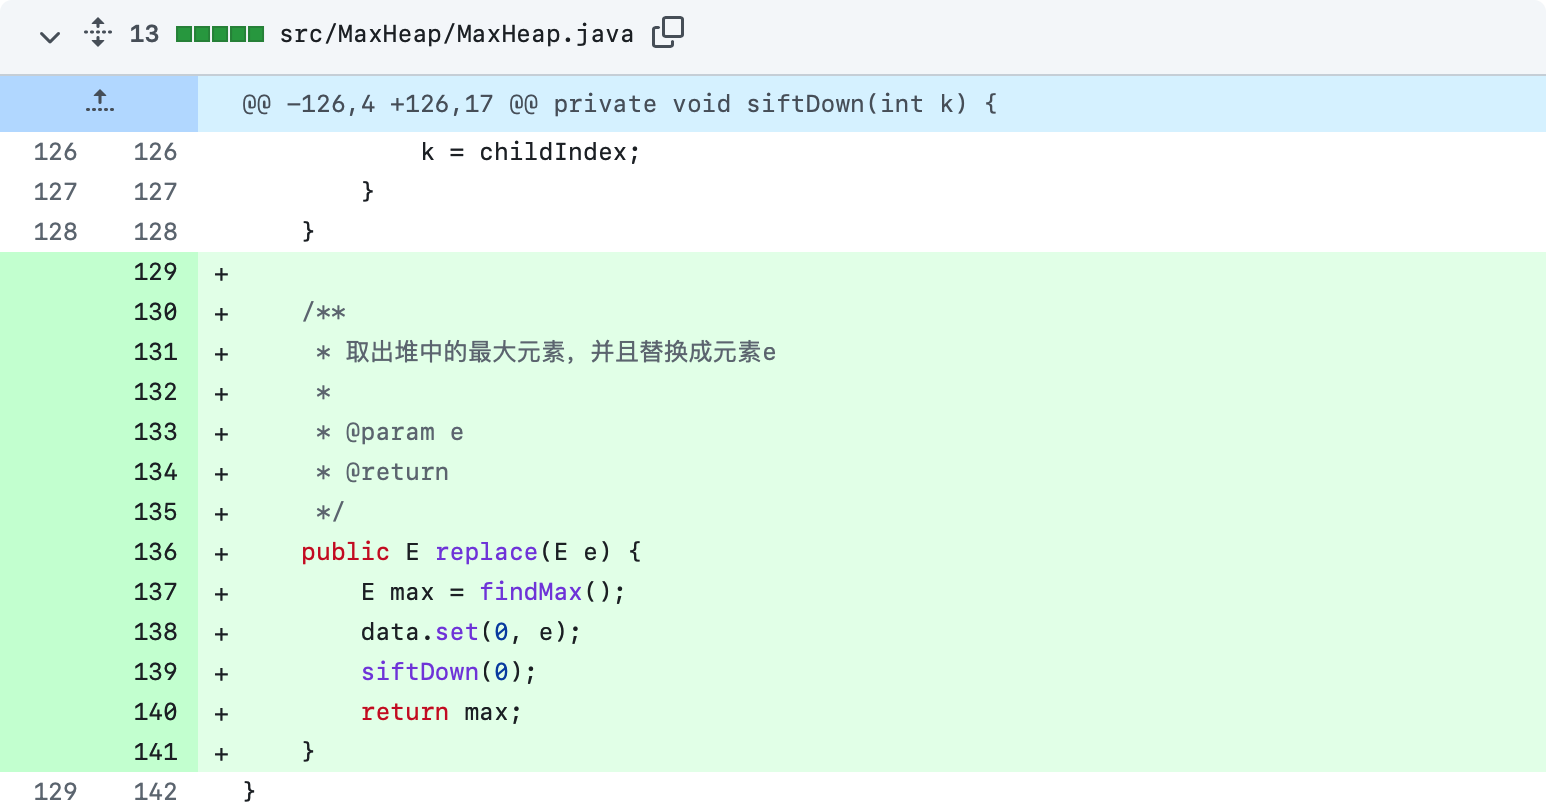 13 src/MaxHeap/MaxHeap.java
@@ -126,4 +126,17 @@ private void siftDown(int k) {
126 126             k = childIndex;
127 127         }
128 128     }
129 +
130 +     /**
131 +      * 取出堆中的最大元素，并且替换成元素e
132 +      *
133 +      * @param e
134 +      * @return
135 +      */
136 +     public E replace(E e) {
137 +         E max = findMax();
138 +         data.set(0, e);
139 +         siftDown(0);
140 +         return max;
141 +     }
129 142 }